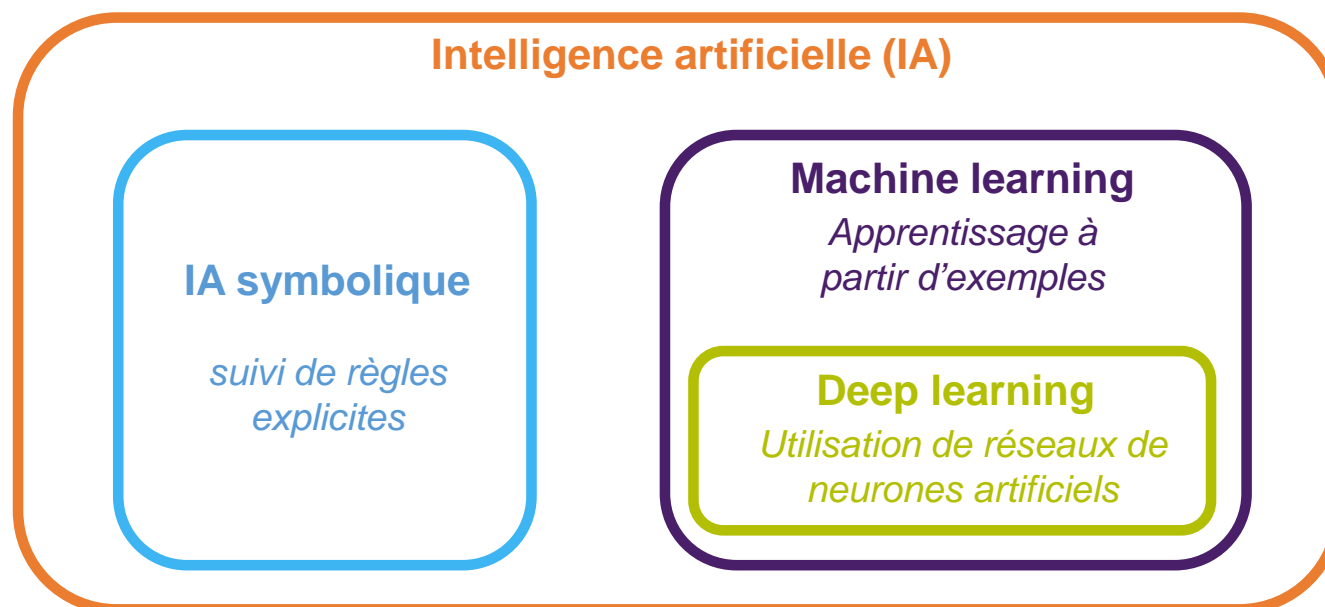 Intelligence artificielle (IA)
IA symbolique
suivi de règles
explicites
Machine learning
Apprentissage à
partir d’exemples
Deep learning
Utilisation de réseaux de
neurones artificiels